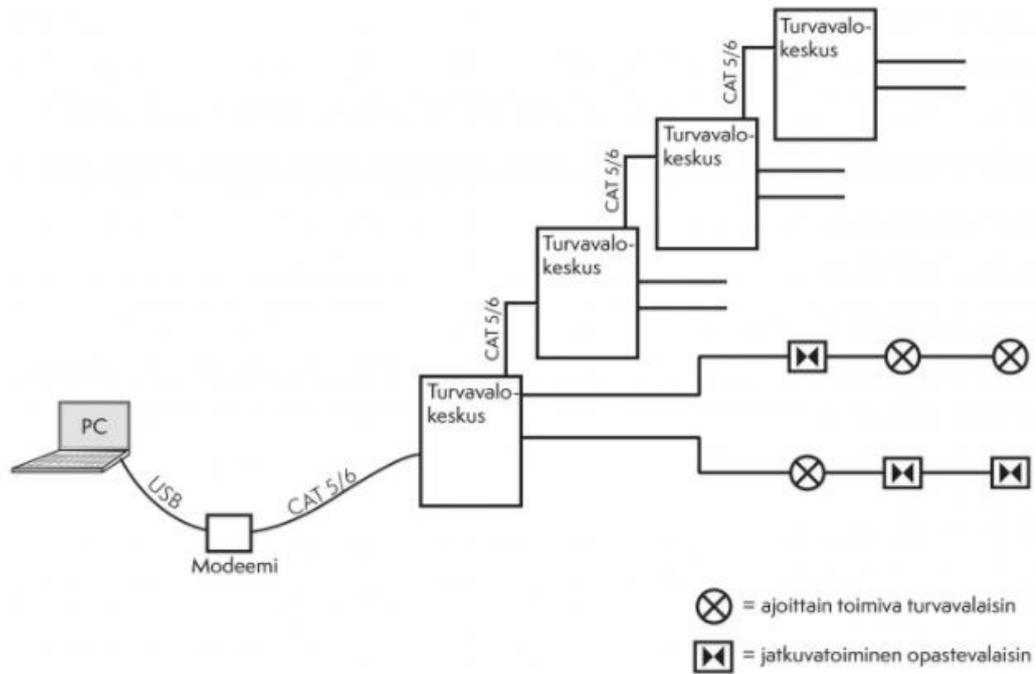 Turvavalo-
keskus
CAT 5/6
Turvavalo-
keskus
CAT 5/6
Turvavalo-
keskus
CAT 5/6
Turvavalo-
keskus
PC
USB
CAT 5/6
Modeemi
= ajoittain toimiva turvavalaisin
= jatkuvatoiminen opastevalaisin